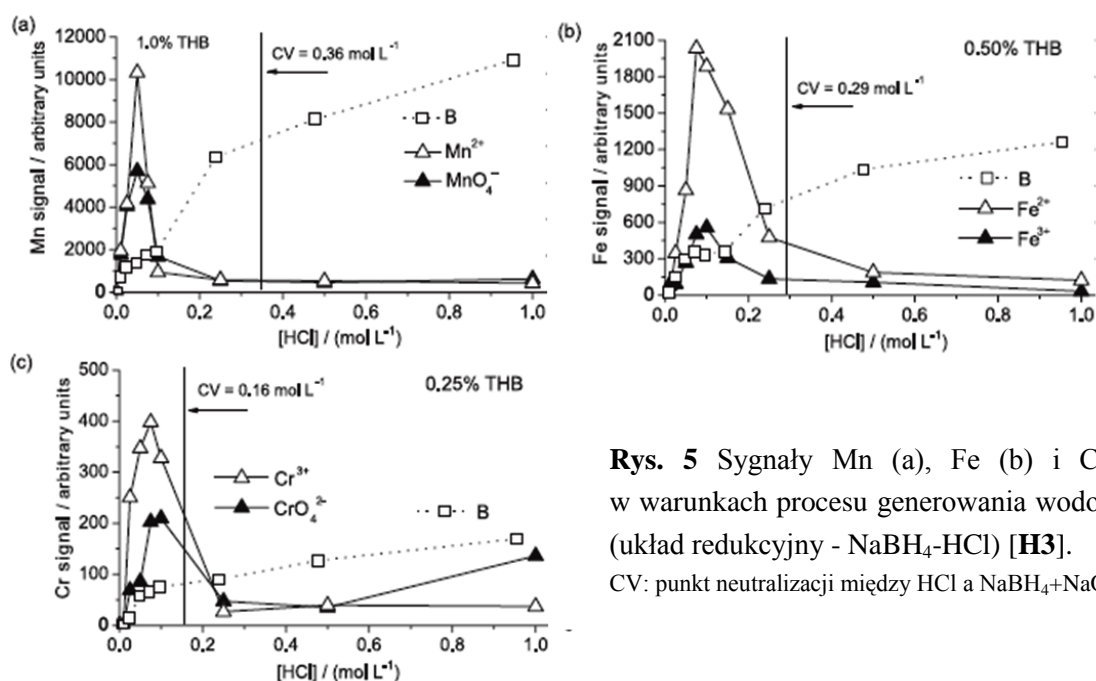 (a)
1.0% THB
CV = 0.36 mol L⁻¹
B
Mn²⁺
MnO₄⁻
Mn signal / arbitrary units
12000
10000
8000
6000
4000
2000
0
0.0 0.2 0.4 0.6 0.8 1.0
[HCl] / (mol L⁻¹)
(b)
0.50% THB
CV = 0.29 mol L⁻¹
B
Fe²⁺
Fe³⁺
Fe signal / arbitrary units
2100
1800
1500
1200
900
600
300
0
0.0 0.2 0.4 0.6 0.8 1.0
[HCl] / (mol L⁻¹)
(c)
0.25% THB
CV = 0.16 mol L⁻¹
Cr³⁺
CrO₄²⁻
B
Cr signal / arbitrary units
500
400
300
200
100
0
0.0 0.2 0.4 0.6 0.8 1.0
[HCl] / (mol L⁻¹)
Rys. 5 Sygnały Mn (a), Fe (b) i C
w warunkach procesu generowania wodo
(układ redukcyjny - NaBH₄-HCl) [H3].
CV: punkt neutralizacji między HCl a NaBH₄+NaO